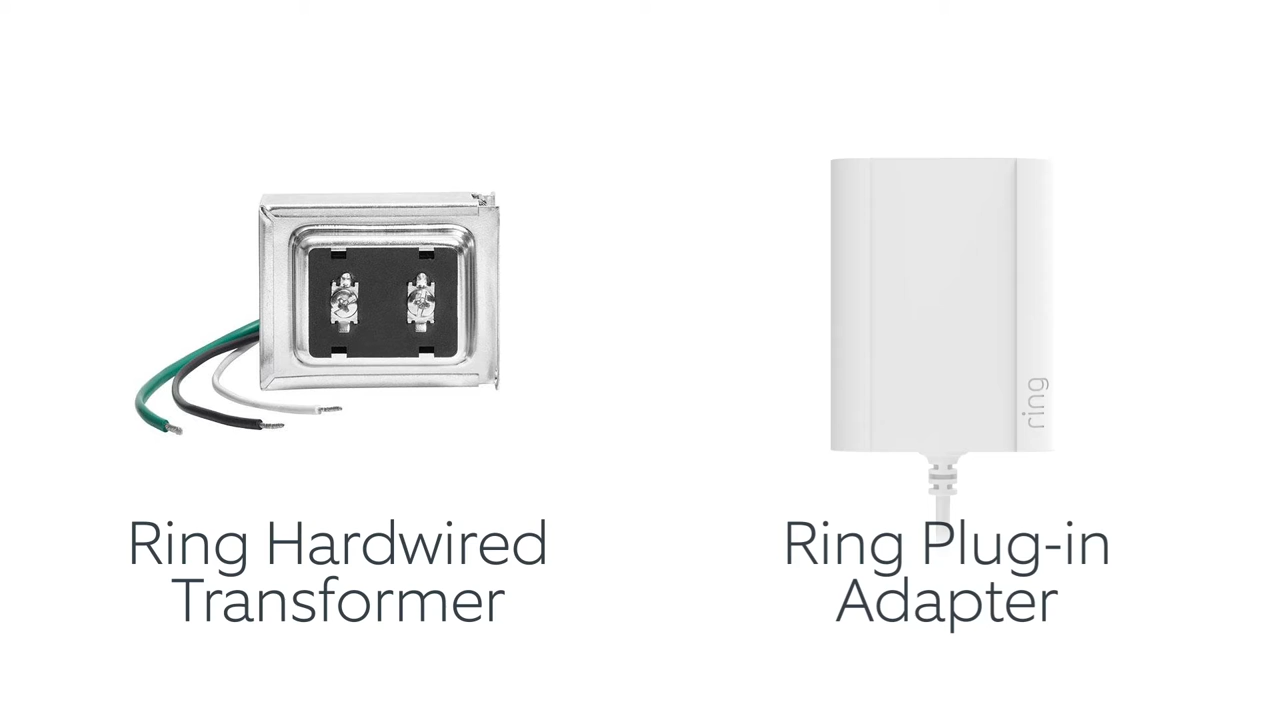 ring
Ring Hardwired
Transformer
Ring Plug-in
Adapter